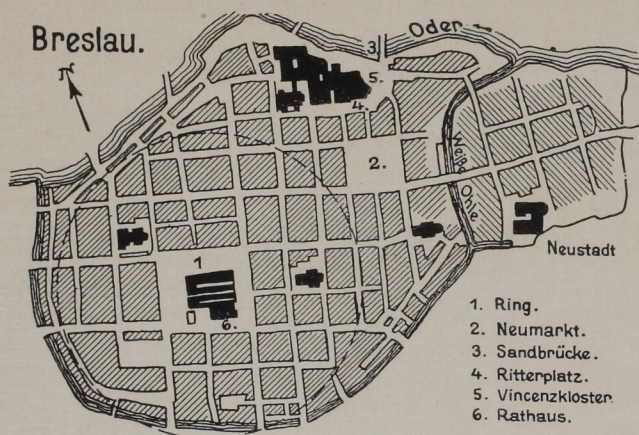 Breslau.
Oder
N
3
5.
4.
2.
Weiße Ohle
1
6.
Neustadt
1. Ring.
2. Neumarkt.
3. Sandbrücke.
4. Ritterplatz.
5. Vincenzkloster
6. Rathaus.